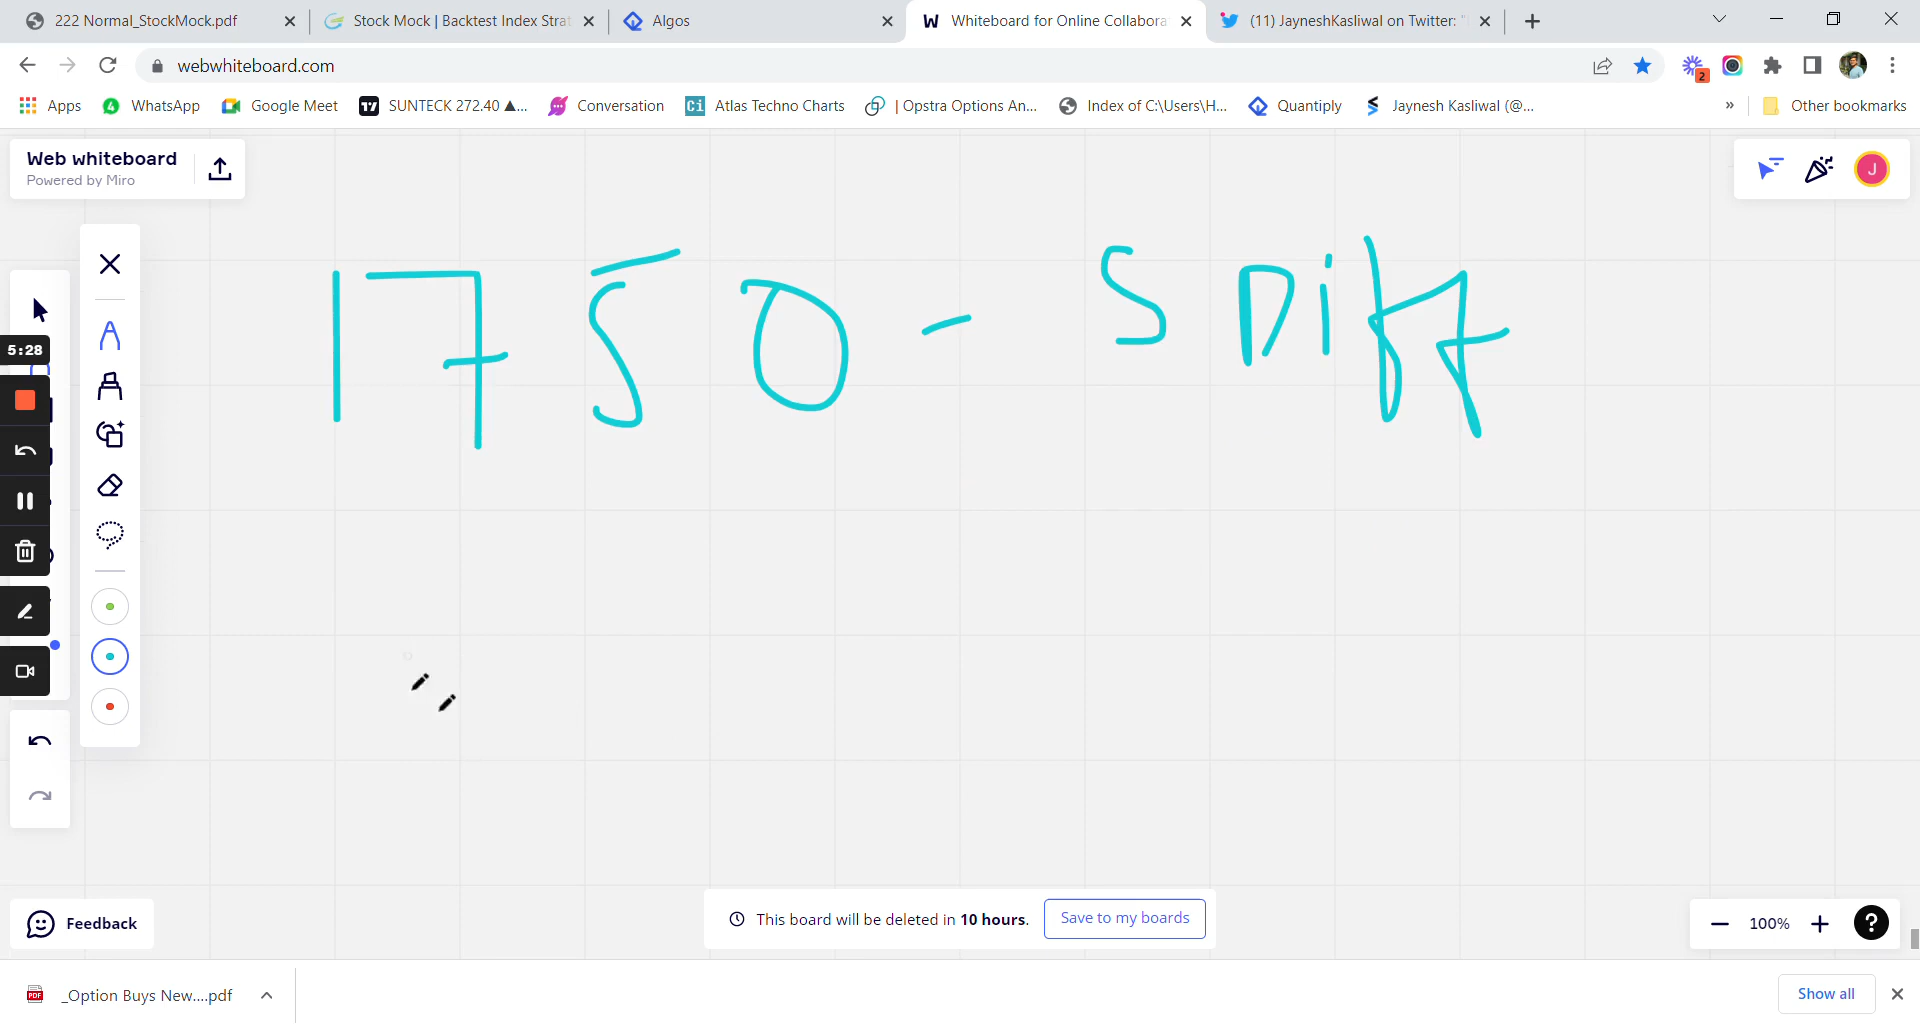 222 Normal_StockMock.pdf
Stock Mock | Backtest Index Strat
Algos
Whiteboard for Online Collabora
(11) JayneshKasliwal on Twitter: "
webwhiteboard.com
2
Apps
WhatsApp
Google Meet
SUNTECK 272.40 ▲...
Conversation
Atlas Techno Charts
| Opstra Options An...
Index of C:\Users\H...
Quantiply
Jaynesh Kasliwal (@...
»
Other bookmarks
Web whiteboard
Powered by Miro
J
1750 - S Diff
5:28
Feedback
This board will be deleted in 10 hours.
Save to my boards
100%
?
PDF
_Option Buys New....pdf
Show all